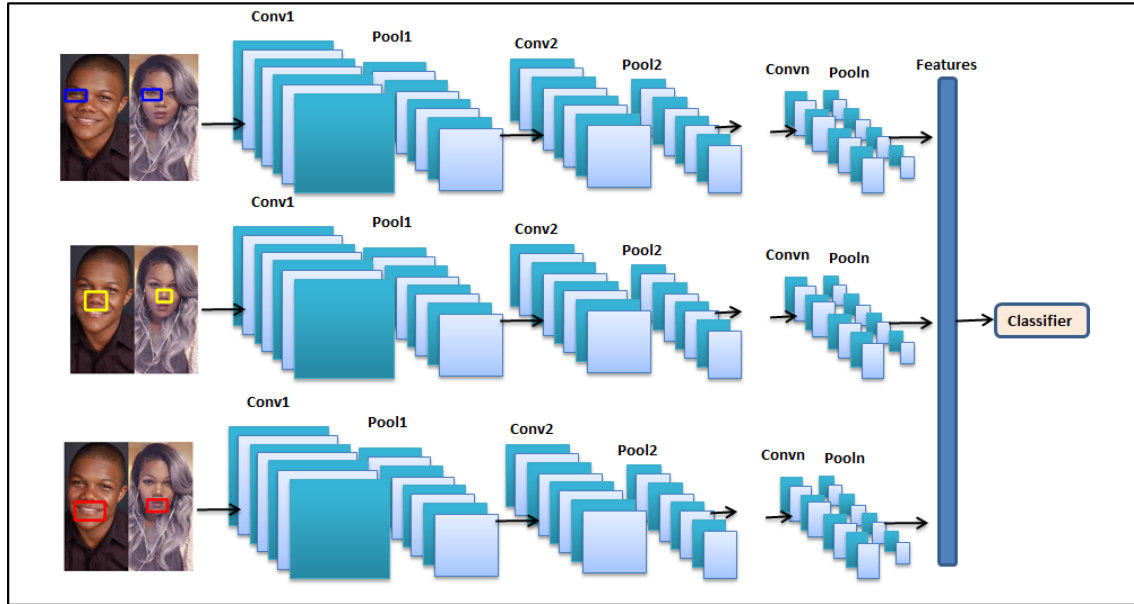 Conv1
Pool1
Conv2
Pool2
Convn
Pooln
Features
Conv1
Pool1
Conv2
Pool2
Convn
Pooln
Classifier
Conv1
Pool1
Conv2
Pool2
Convn
Pooln